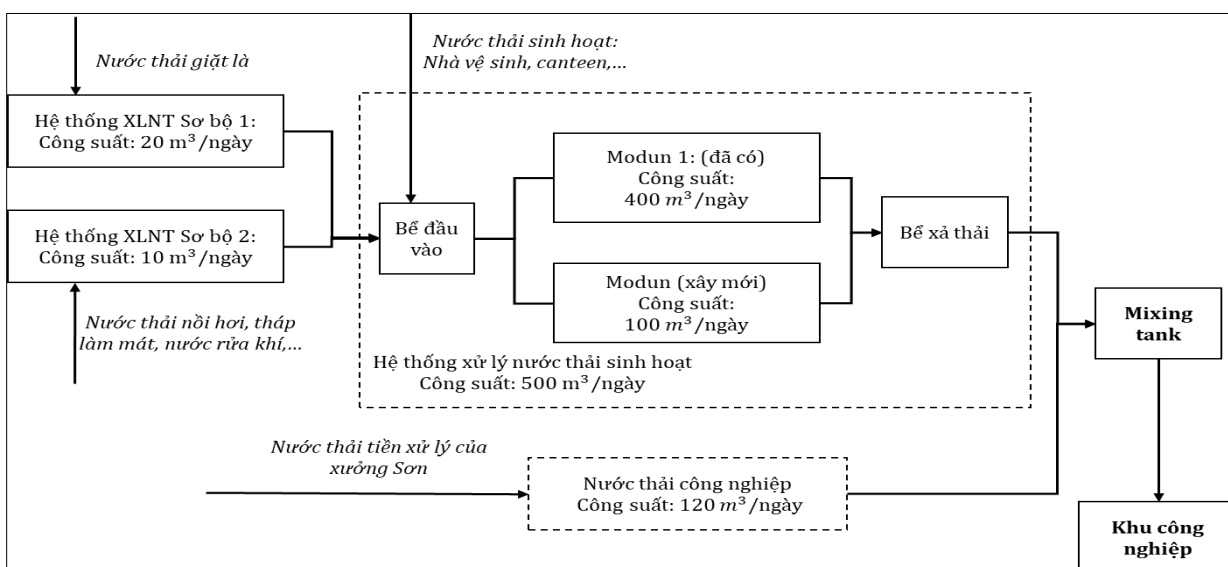 Nước thải giặt là
Nước thải sinh hoạt:
Nhà vệ sinh, canteen,...
Hệ thống XLNT Sơ bộ 1:
Công suất: 20 m³/ngày
Hệ thống XLNT Sơ bộ 2:
Công suất: 10 m³/ngày
Nước thải nồi hơi, tháp
làm mát, nước rửa khí,...
Bể đầu
vào
Modun 1: (đã có)
Công suất:
400 m³/ngày
Modun (xây mới)
Công suất:
100 m³/ngày
Bể xả thải
Hệ thống xử lý nước thải sinh hoạt
Công suất: 500 m³/ngày
Mixing
tank
Nước thải tiền xử lý của
xưởng Sơn
Nước thải công nghiệp
Công suất: 120 m³/ngày
Khu công
nghiệp